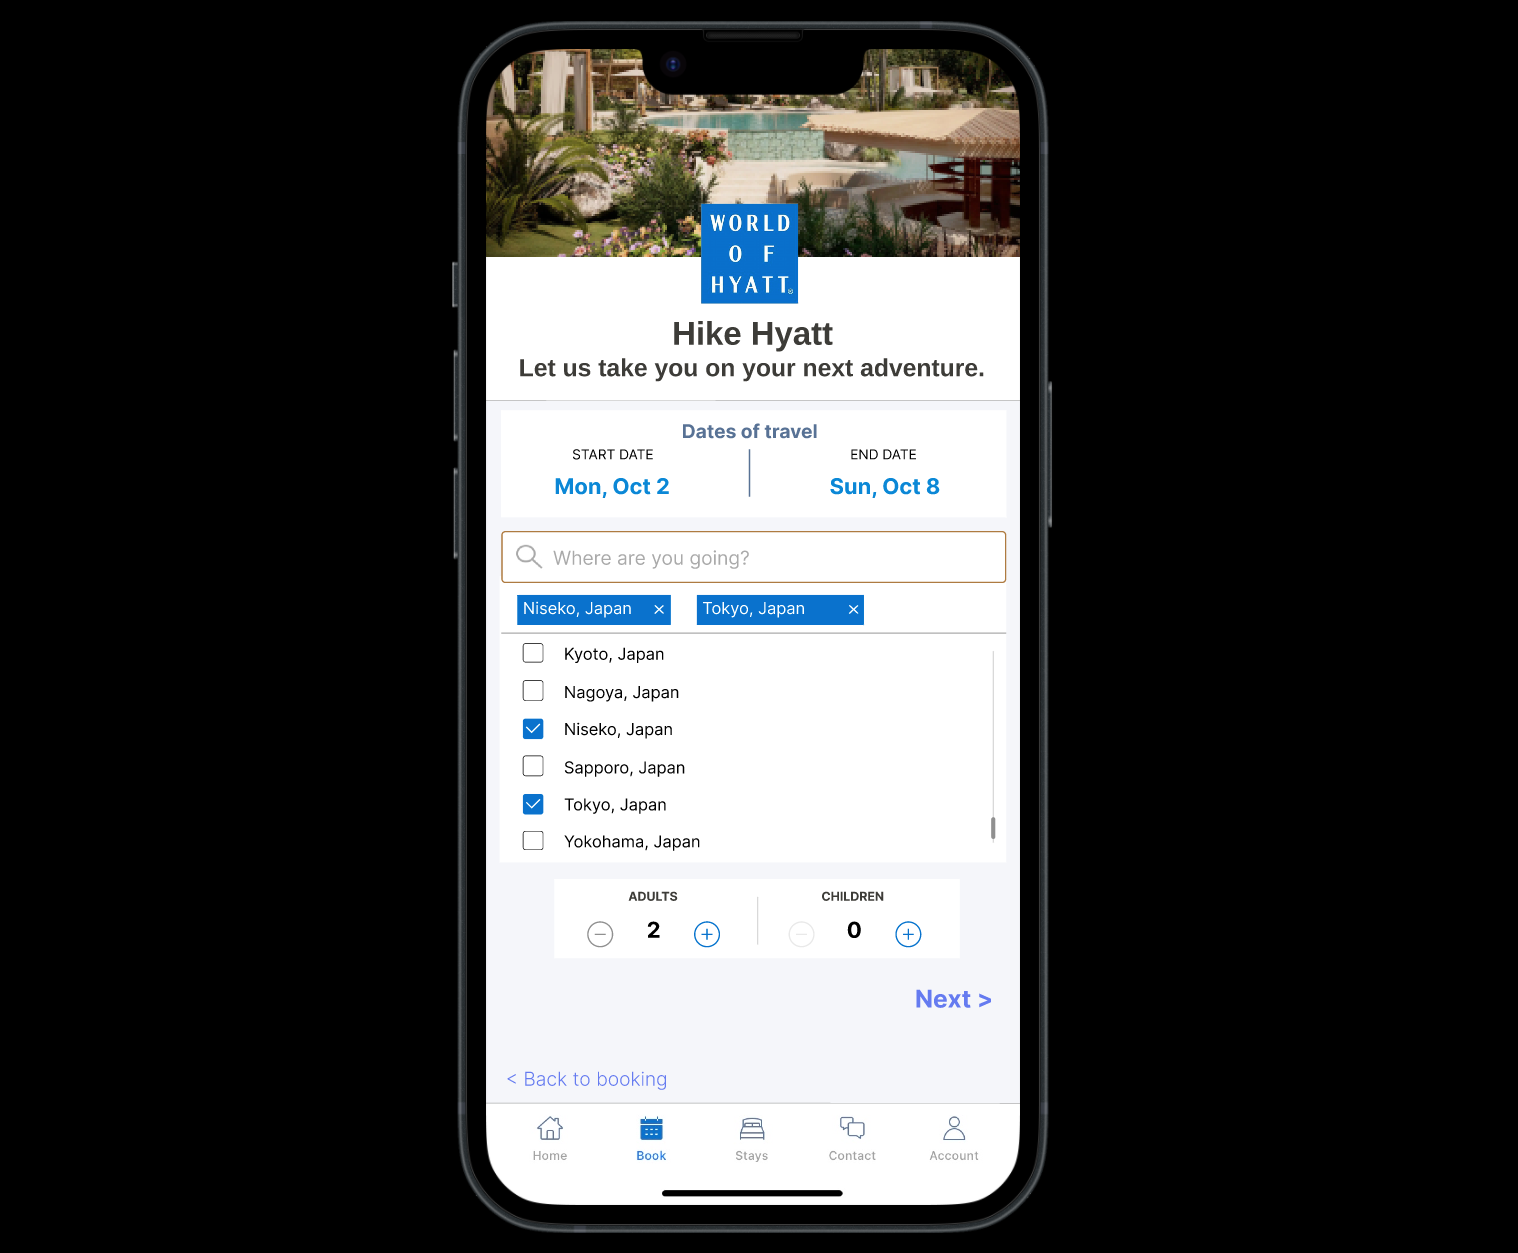 WORLD
OF
HYATT®
Hike Hyatt
Let us take you on your next adventure.
Dates of travel
START DATE
END DATE
Mon, Oct 2
Sun, Oct 8
Where are you going?
Niseko, Japan ×
Tokyo, Japan ×
Kyoto, Japan
Nagoya, Japan
Niseko, Japan
Sapporo, Japan
Tokyo, Japan
Yokohama, Japan
ADULTS
CHILDREN
2
0
Next >
< Back to booking
Home
Book
Stays
Contact
Account